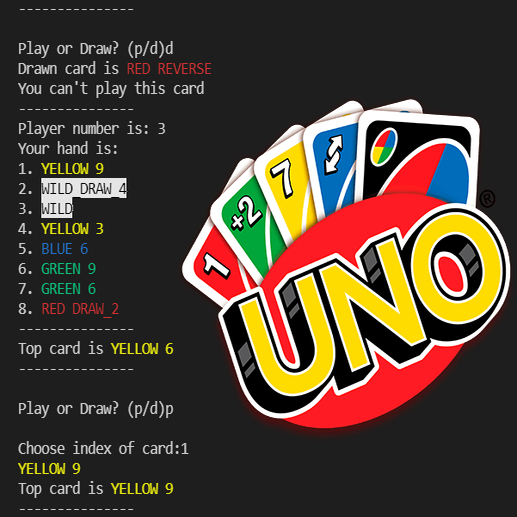 ---------------
Play or Draw? (p/d)d
Drawn card is RED REVERSE
You can't play this card
---------------
Player number is: 3
Your hand is:
1. YELLOW 9
2. WILD DRAW_4
3. WILD
4. YELLOW 3
5. BLUE 6
6. GREEN 9
7. GREEN 6
8. RED DRAW_2
---------------
Top card is YELLOW 6
---------------
Play or Draw? (p/d)p
Choose index of card:1
YELLOW 9
Top card is YELLOW 9
---------------
1
+2
7
®
UNO